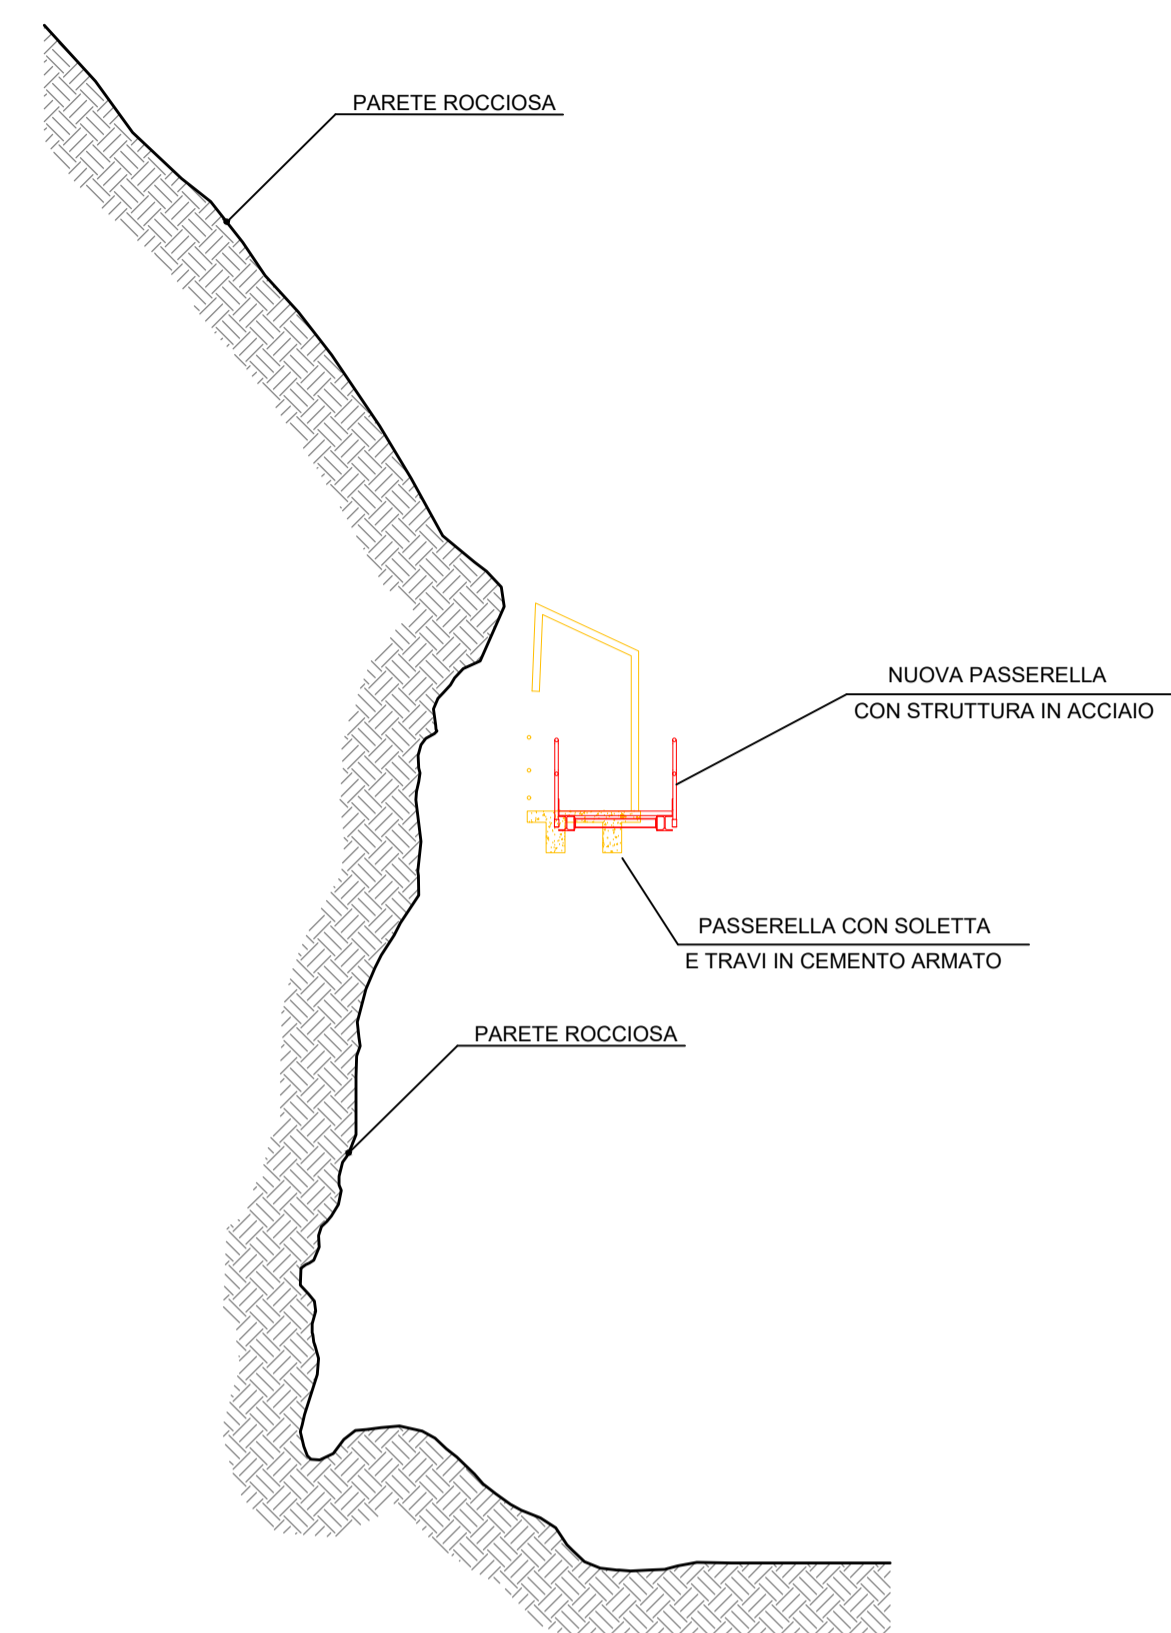 PARETE ROCCIOSA
NUOVA PASSERELLA
CON STRUTTURA IN ACCIAIO
PASSERELLA CON SOLETTA
E TRAVI IN CEMENTO ARMATO
PARETE ROCCIOSA